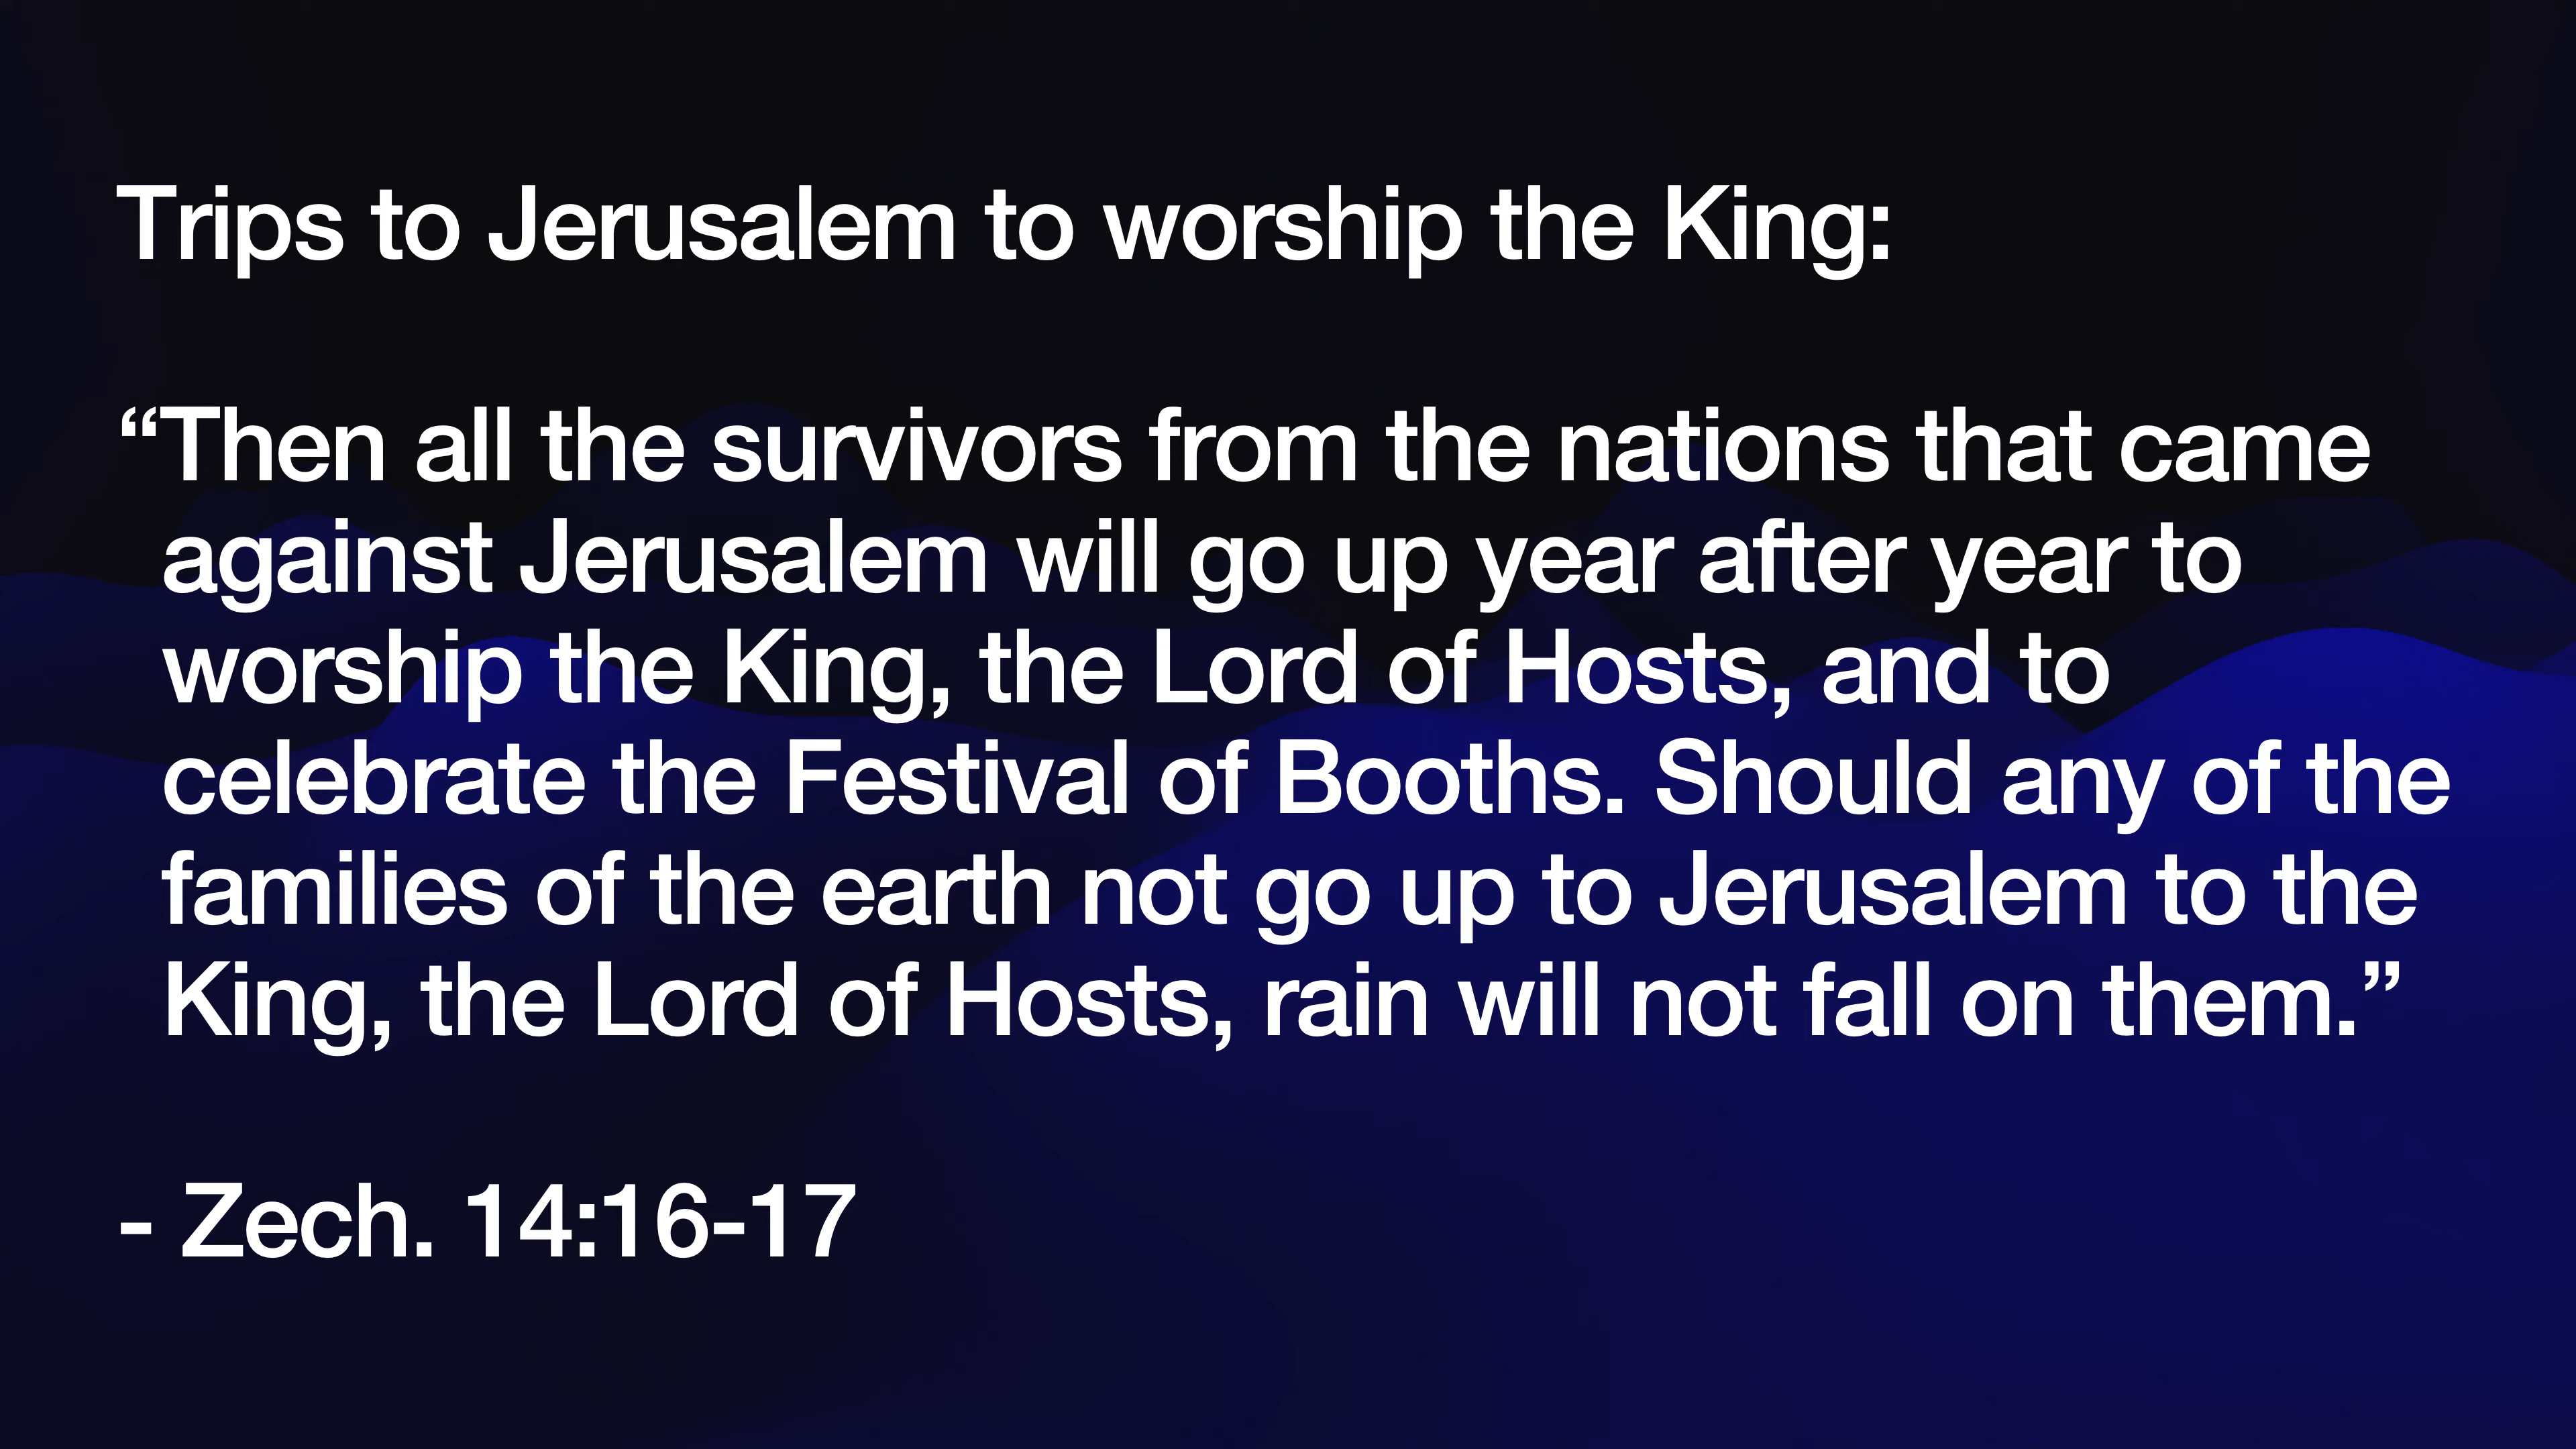 Trips to Jerusalem to worship the King:
“Then all the survivors from the nations that came
against Jerusalem will go up year after year to
worship the King, the Lord of Hosts, and to
celebrate the Festival of Booths. Should any of the
families of the earth not go up to Jerusalem to the
King, the Lord of Hosts, rain will not fall on them.”
- Zech. 14:16-17